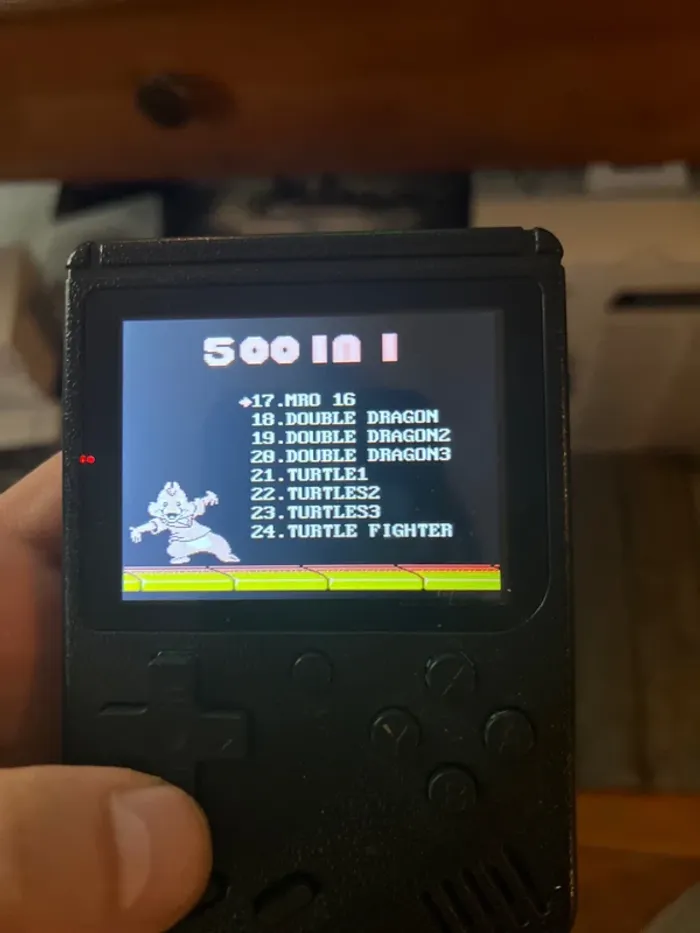 500 IN 1
17.MRO 16
18.DOUBLE DRAGON
19.DOUBLE DRAGON2
20.DOUBLE DRAGON3
21.TURTLE1
22.TURTLES2
23.TURTLES3
24.TURTLE FIGHTER
Y
B